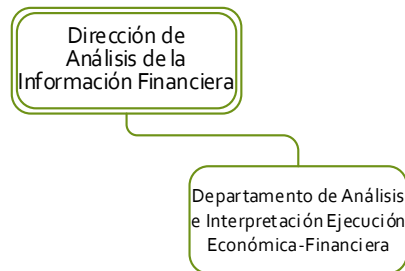 Dirección de
Análisis de la
Información Financiera
Departamento de Análisis
e Interpretación Ejecución
Económica-Financiera